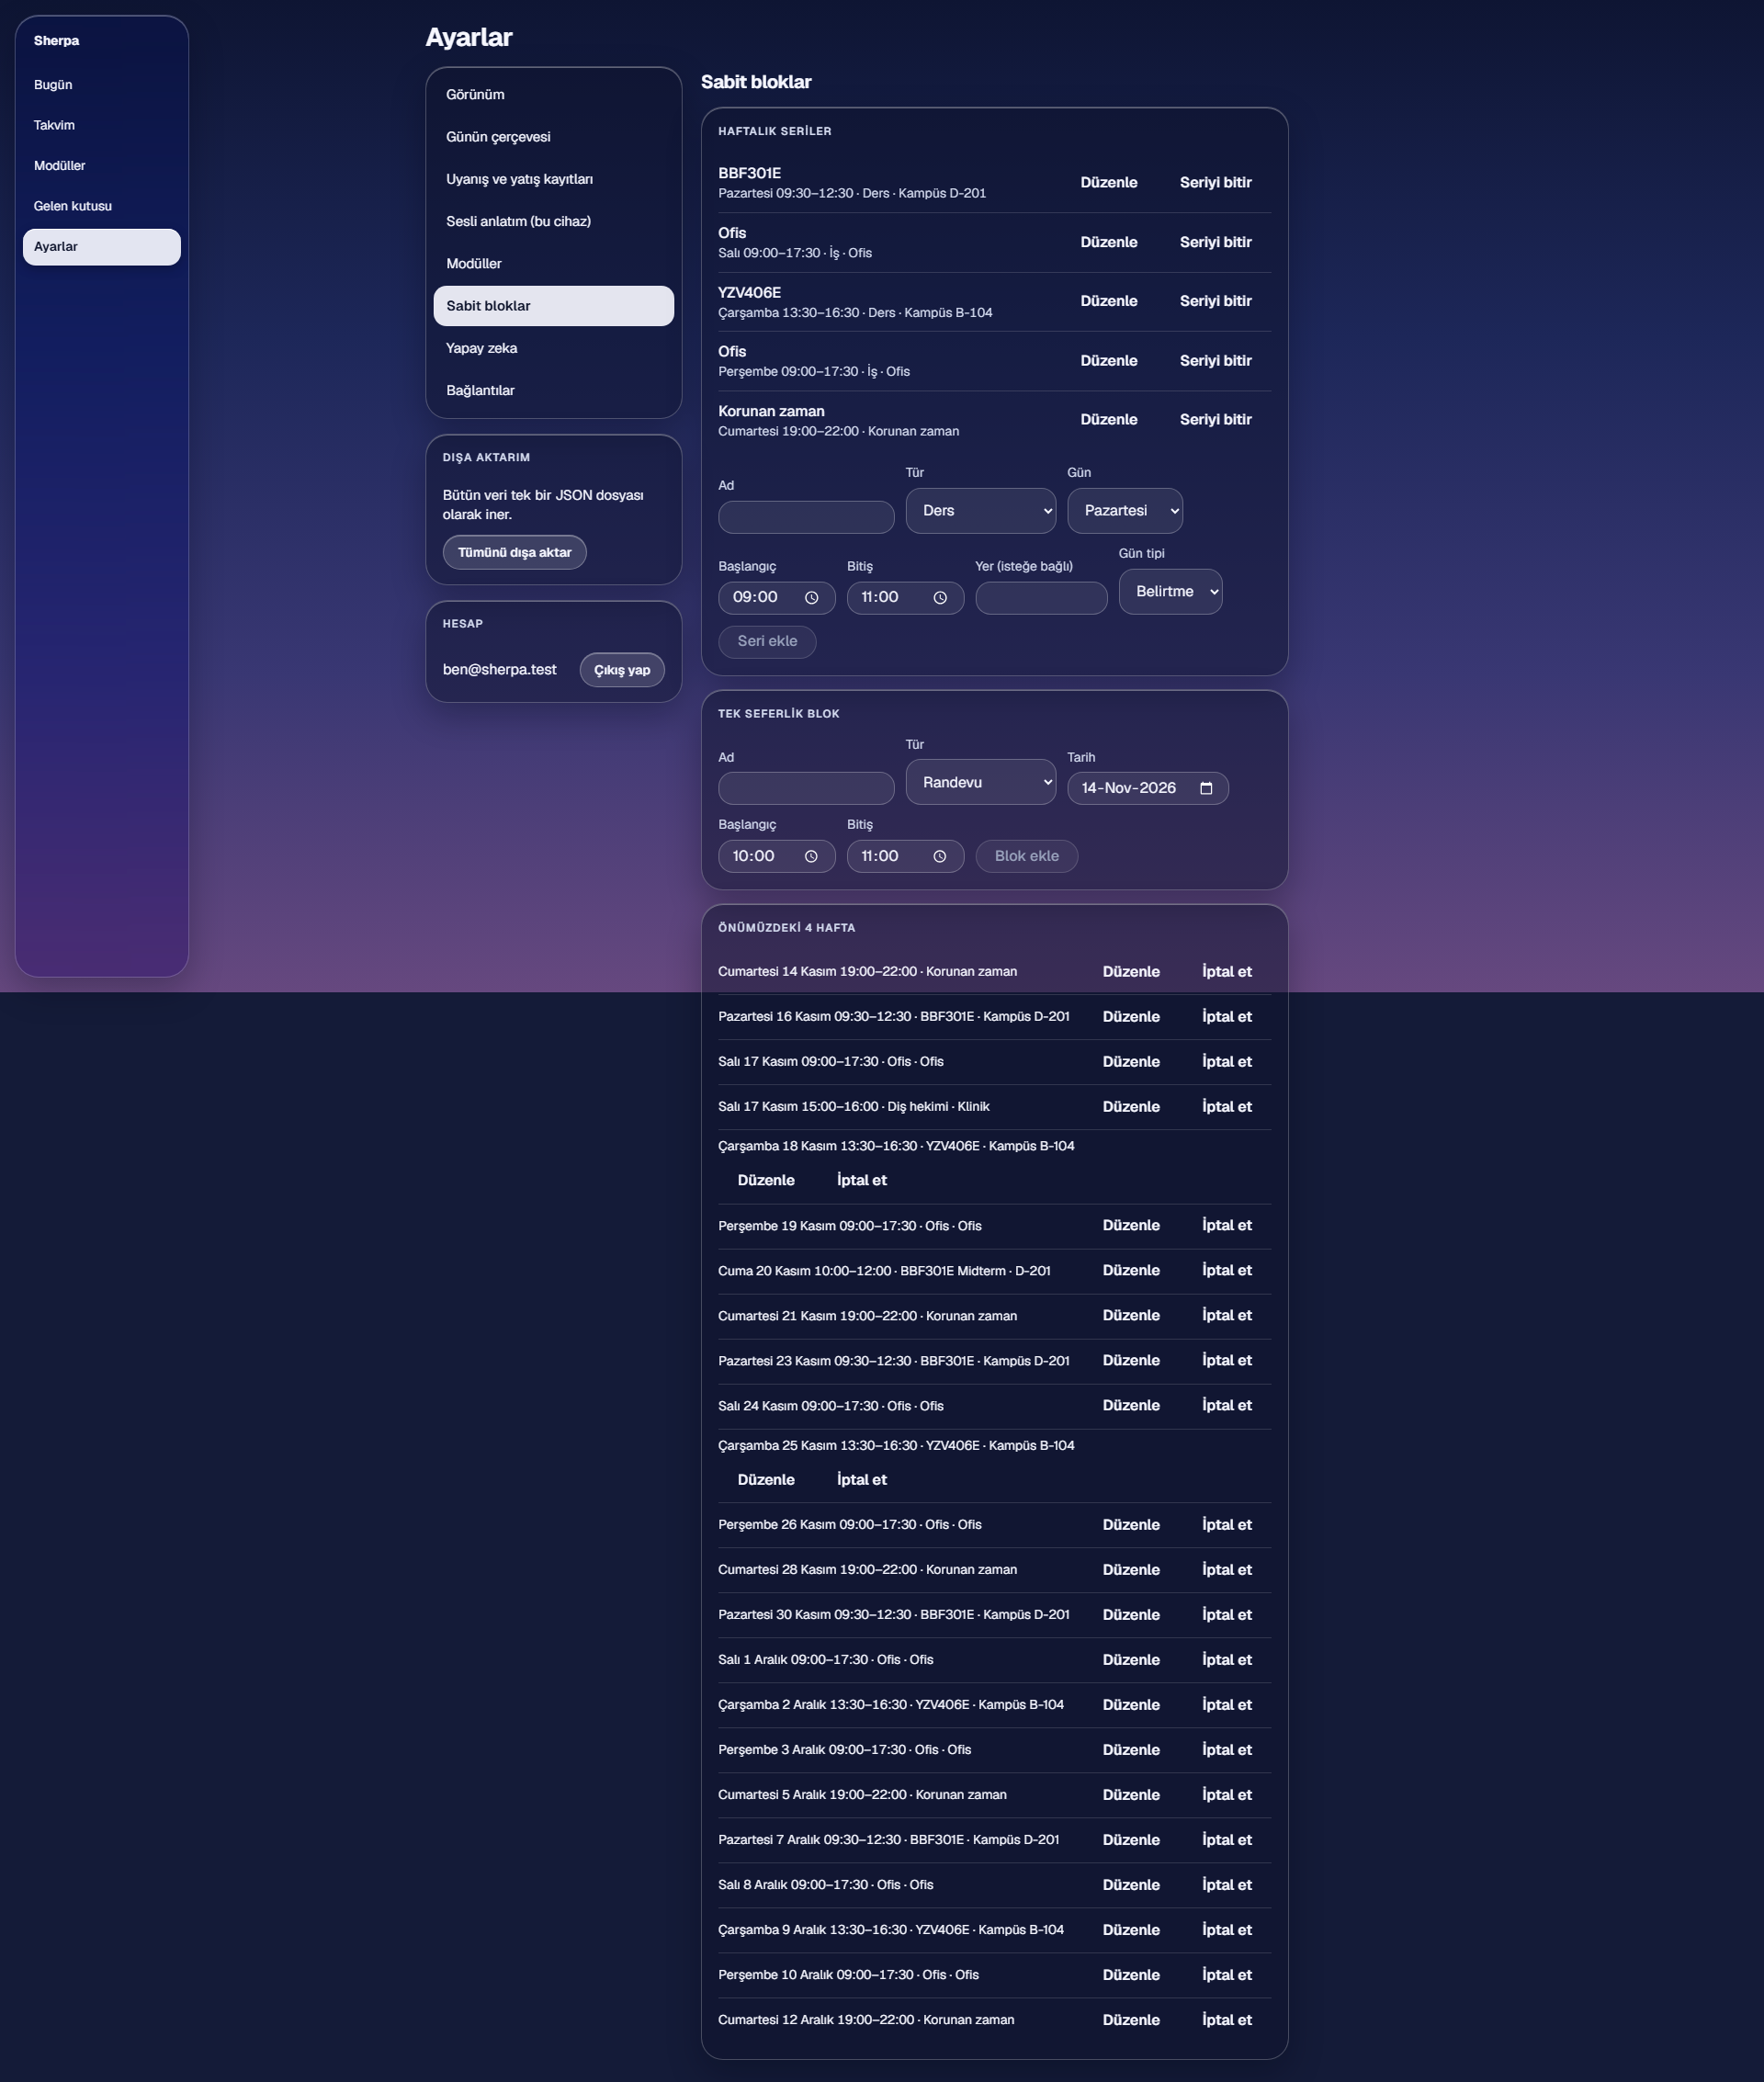 Sherpa
Bugün
Takvim
Modüller
Gelen kutusu
Ayarlar
Ayarlar
Görünüm
Günün çerçevesi
Uyanış ve yatış kayıtları
Sesli anlatım (bu cihaz)
Modüller
Sabit bloklar
Yapay zeka
Bağlantılar
DIŞA AKTARIM
Bütün veri tek bir JSON dosyası
olarak iner.
Tümünü dışa aktar
HESAP
ben@sherpa.test Çıkış yap
Sabit bloklar
HAFTALIK SERİLER
BBF301E
Pazartesi 09:30–12:30 · Ders · Kampüs D-201
Düzenle Seriyi bitir
Ofis
Salı 09:00–17:30 · İş · Ofis
Düzenle Seriyi bitir
YZV406E
Çarşamba 13:30–16:30 · Ders · Kampüs B-104
Düzenle Seriyi bitir
Ofis
Perşembe 09:00–17:30 · İş · Ofis
Düzenle Seriyi bitir
Korunan zaman
Cumartesi 19:00–22:00 · Korunan zaman
Düzenle Seriyi bitir
Ad Tür Gün
Ders Pazartesi
Başlangıç Bitiş Yer (isteğe bağlı) Gün tipi
09:00 11:00 Belirtme
Seri ekle
TEK SEFERLİK BLOK
Ad Tür Tarih
Randevu 14-Nov-2026
Başlangıç Bitiş
10:00 11:00 Blok ekle
ÖNÜMÜZDEKİ 4 HAFTA
Cumartesi 14 Kasım 19:00–22:00 · Korunan zaman Düzenle İptal et
Pazartesi 16 Kasım 09:30–12:30 · BBF301E · Kampüs D-201 Düzenle İptal et
Salı 17 Kasım 09:00–17:30 · Ofis · Ofis Düzenle İptal et
Salı 17 Kasım 15:00–16:00 · Diş hekimi · Klinik Düzenle İptal et
Çarşamba 18 Kasım 13:30–16:30 · YZV406E · Kampüs B-104
Düzenle İptal et
Perşembe 19 Kasım 09:00–17:30 · Ofis · Ofis Düzenle İptal et
Cuma 20 Kasım 10:00–12:00 · BBF301E Midterm · D-201 Düzenle İptal et
Cumartesi 21 Kasım 19:00–22:00 · Korunan zaman Düzenle İptal et
Pazartesi 23 Kasım 09:30–12:30 · BBF301E · Kampüs D-201 Düzenle İptal et
Salı 24 Kasım 09:00–17:30 · Ofis · Ofis Düzenle İptal et
Çarşamba 25 Kasım 13:30–16:30 · YZV406E · Kampüs B-104
Düzenle İptal et
Perşembe 26 Kasım 09:00–17:30 · Ofis · Ofis Düzenle İptal et
Cumartesi 28 Kasım 19:00–22:00 · Korunan zaman Düzenle İptal et
Pazartesi 30 Kasım 09:30–12:30 · BBF301E · Kampüs D-201 Düzenle İptal et
Salı 1 Aralık 09:00–17:30 · Ofis · Ofis Düzenle İptal et
Çarşamba 2 Aralık 13:30–16:30 · YZV406E · Kampüs B-104 Düzenle İptal et
Perşembe 3 Aralık 09:00–17:30 · Ofis · Ofis Düzenle İptal et
Cumartesi 5 Aralık 19:00–22:00 · Korunan zaman Düzenle İptal et
Pazartesi 7 Aralık 09:30–12:30 · BBF301E · Kampüs D-201 Düzenle İptal et
Salı 8 Aralık 09:00–17:30 · Ofis · Ofis Düzenle İptal et
Çarşamba 9 Aralık 13:30–16:30 · YZV406E · Kampüs B-104 Düzenle İptal et
Perşembe 10 Aralık 09:00–17:30 · Ofis · Ofis Düzenle İptal et
Cumartesi 12 Aralık 19:00–22:00 · Korunan zaman Düzenle İptal et